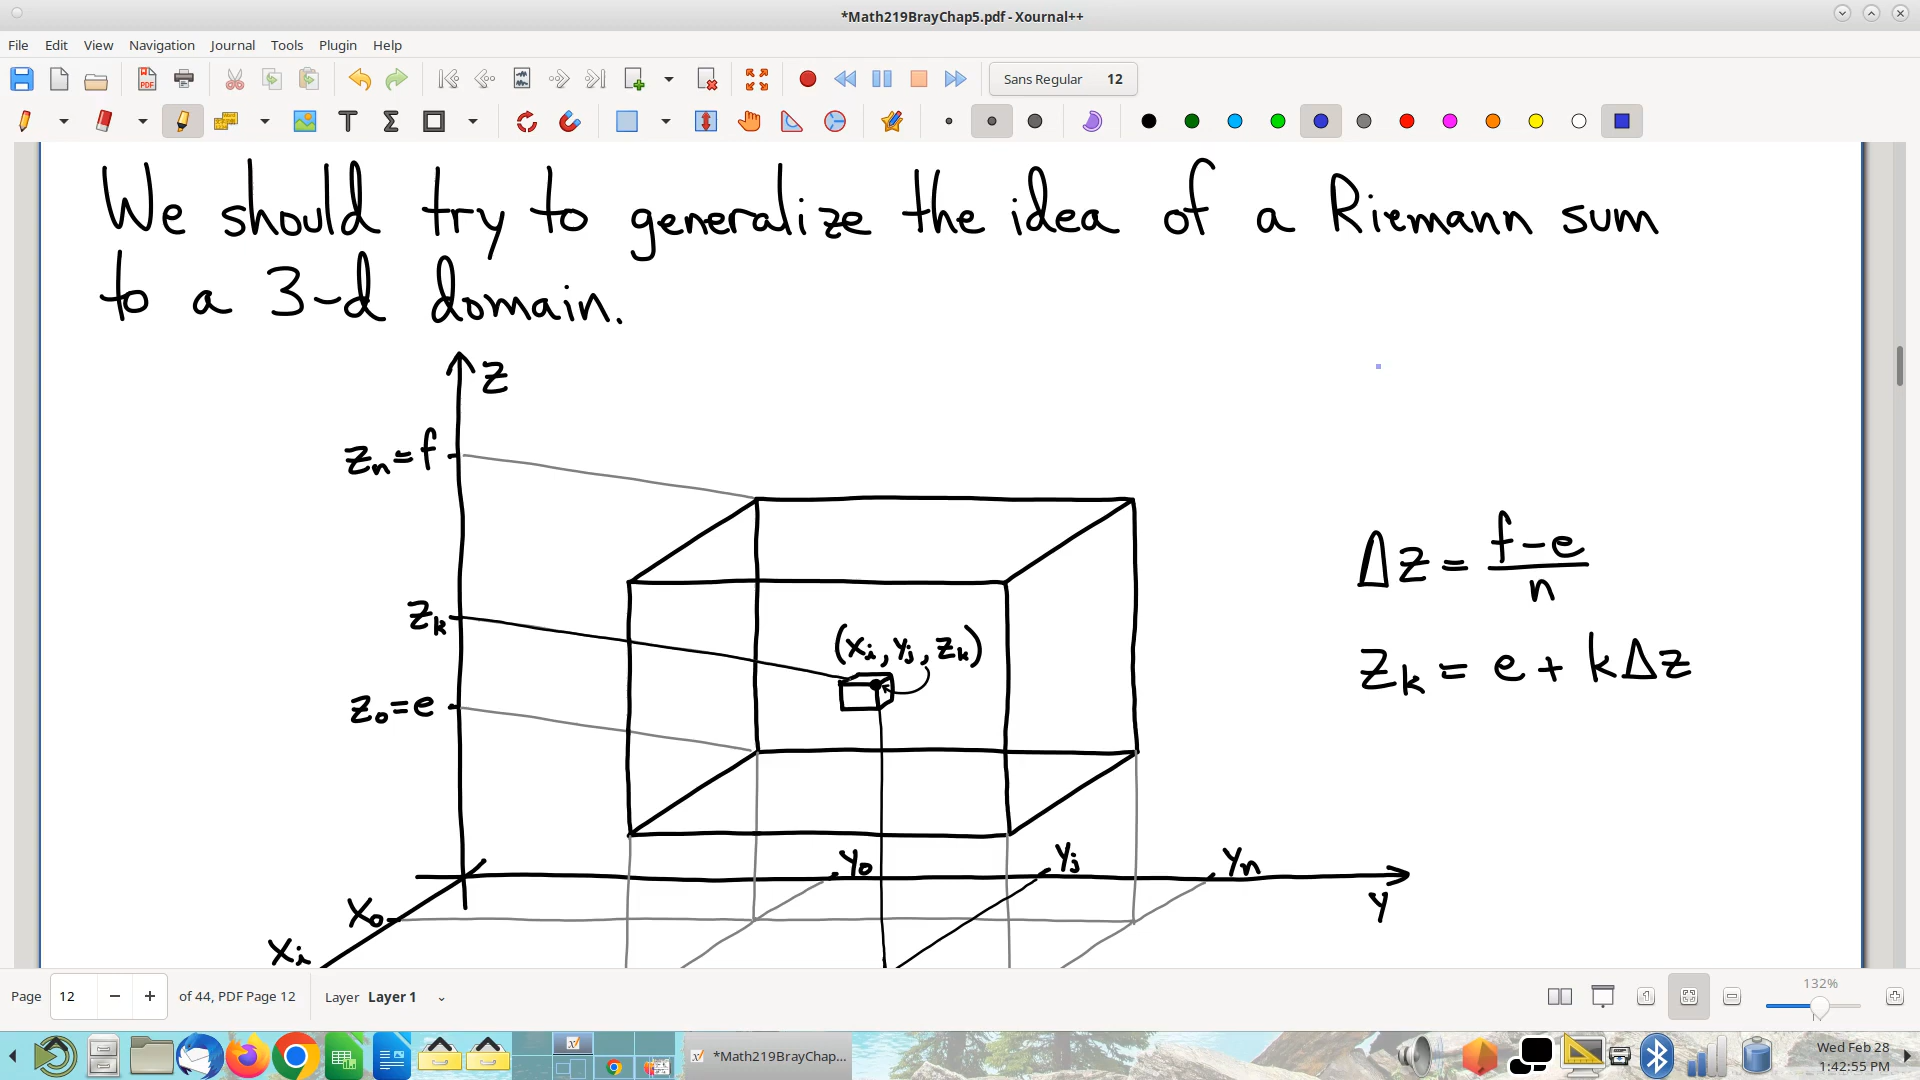 *Math219BrayChap5.pdf - Xournal++
File Edit View Navigation Journal Tools Plugin Help
Sans Regular 12
We should try to generalize the idea of a Riemann sum
to a 3-d domain.
z
zₙ = f
Δz = (f-e)/n
zₖ
(xᵢ, yⱼ, zₖ)
zₖ = e + kΔz
z₀ = e
y₀ yⱼ yₙ
y
x₀
xᵢ
132%
Page 12 of 44, PDF Page 12 Layer Layer 1
*Math219BrayChap...
Wed Feb 28
1:42:55 PM